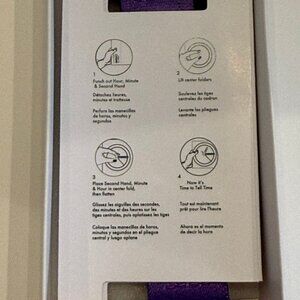 1
Punch out Hour, Minute
& Second Hand
Détachez heures,
minutes et trotteuse
Perfore las manecillas
de horas, minutos y
segundos
2
Lift center folders
Soulevez les tiges
centrales du cadran
Levante los pliegues
centrales
3
Place Second Hand, Minute
& Hour in center fold,
then flatten
Glissez les aiguilles des secondes,
des minutes et des heures sur les
tiges centrales, puis aplatissez les tiges
Coloque las manecillas de horas,
minutos y segundos en el pliegue
central y luego aplane
4
Now it's
Time to Tell Time
Tout est maintenant
prêt pour lire l'heure
Ahora es el momento
de decir la hora